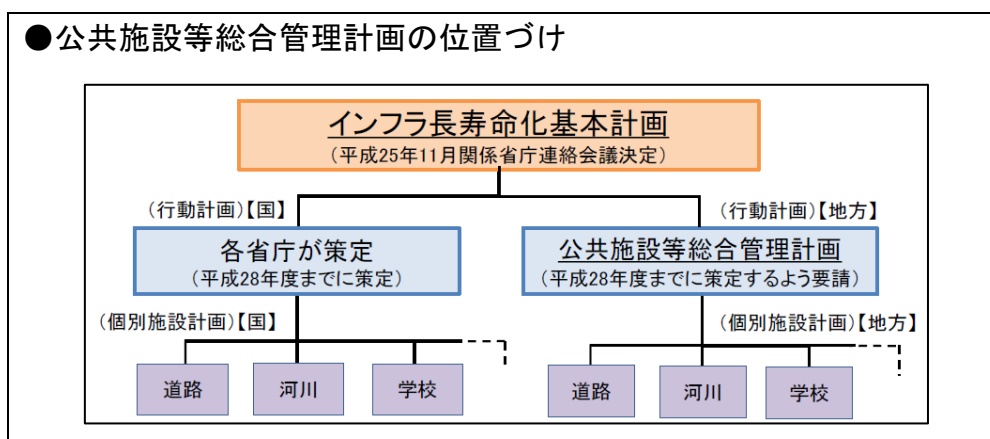 ●公共施設等総合管理計画の位置づけ
インフラ長寿命化基本計画
(平成25年11月関係省庁連絡会議決定)
(行動計画)【国】
(行動計画)【地方】
各省庁が策定
(平成28年度までに策定)
公共施設等総合管理計画
(平成28年度までに策定するよう要請)
(個別施設計画)【国】
(個別施設計画)【地方】
道路
河川
学校
道路
河川
学校